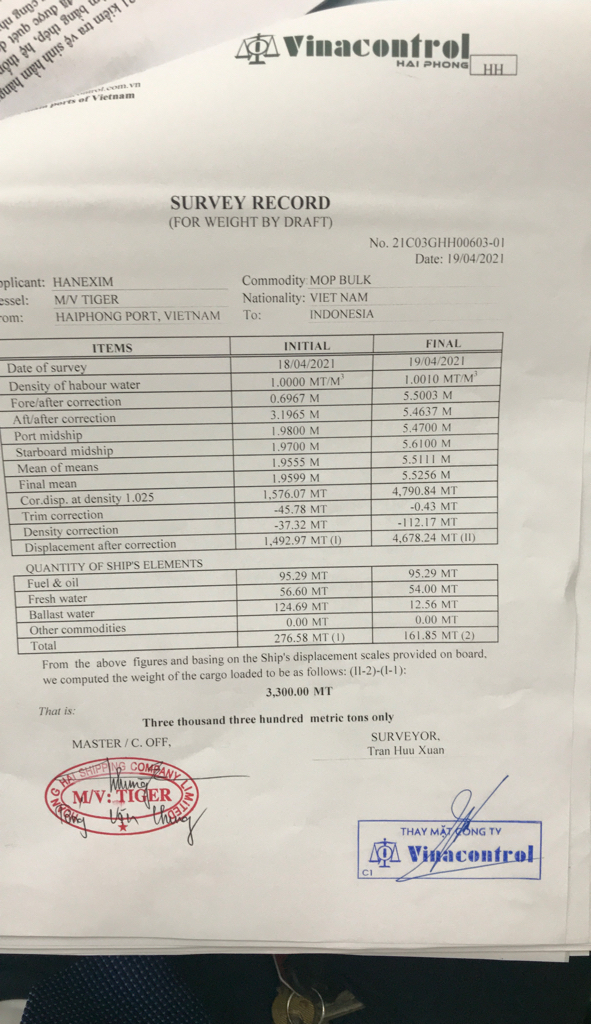 Vinacontrol
HAI PHONG
HH
ports of Vietnam
SURVEY RECORD
(FOR WEIGHT BY DRAFT)
No. 21C03GHH00603-01
Date: 19/04/2021
pplicant: HANEXIM Commodity MOP BULK
essel: M/V TIGER Nationality: VIET NAM
rom: HAIPHONG PORT, VIETNAM To: INDONESIA
ITEMS INITIAL FINAL
Date of survey 18/04/2021 19/04/2021
Density of habour water 1.0000 MT/M³ 1.0010 MT/M³
Fore/after correction 0.6967 M 5.5003 M
Aft/after correction 3.1965 M 5.4637 M
Port midship 1.9800 M 5.4700 M
Starboard midship 1.9700 M 5.6100 M
Mean of means 1.9555 M 5.5111 M
Final mean 1.9599 M 5.5256 M
Cor.disp. at density 1.025 1,576.07 MT 4,790.84 MT
Trim correction -45.78 MT -0.43 MT
Density correction -37.32 MT -112.17 MT
Displacement after correction 1,492.97 MT (I) 4,678.24 MT (II)
QUANTITY OF SHIP'S ELEMENTS
Fuel & oil 95.29 MT 95.29 MT
Fresh water 56.60 MT 54.00 MT
Ballast water 124.69 MT 12.56 MT
Other commodities 0.00 MT 0.00 MT
Total 276.58 MT (1) 161.85 MT (2)
From the above figures and basing on the Ship's displacement scales provided on board,
we computed the weight of the cargo loaded to be as follows: (II-2)-(I-1):
3,300.00 MT
That is:
Three thousand three hundred metric tons only
MASTER / C. OFF, SURVEYOR,
Tran Huu Xuan
HAI SHIPPING COMPANY LIMITED
M/V: TIGER
THAY MẶT CÔNG TY
Vinacontrol
C1